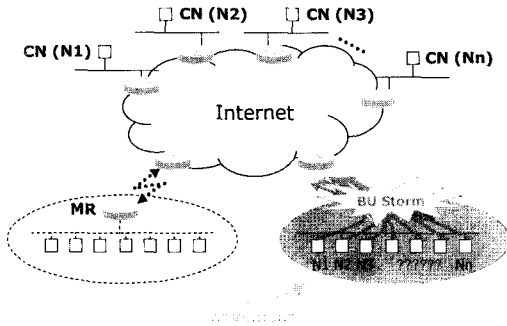 CN (N2)
CN (N3)
CN (N1)
CN (Nn)
Internet
MR
BU Storm
N1 N2 N3 ?????? Nn